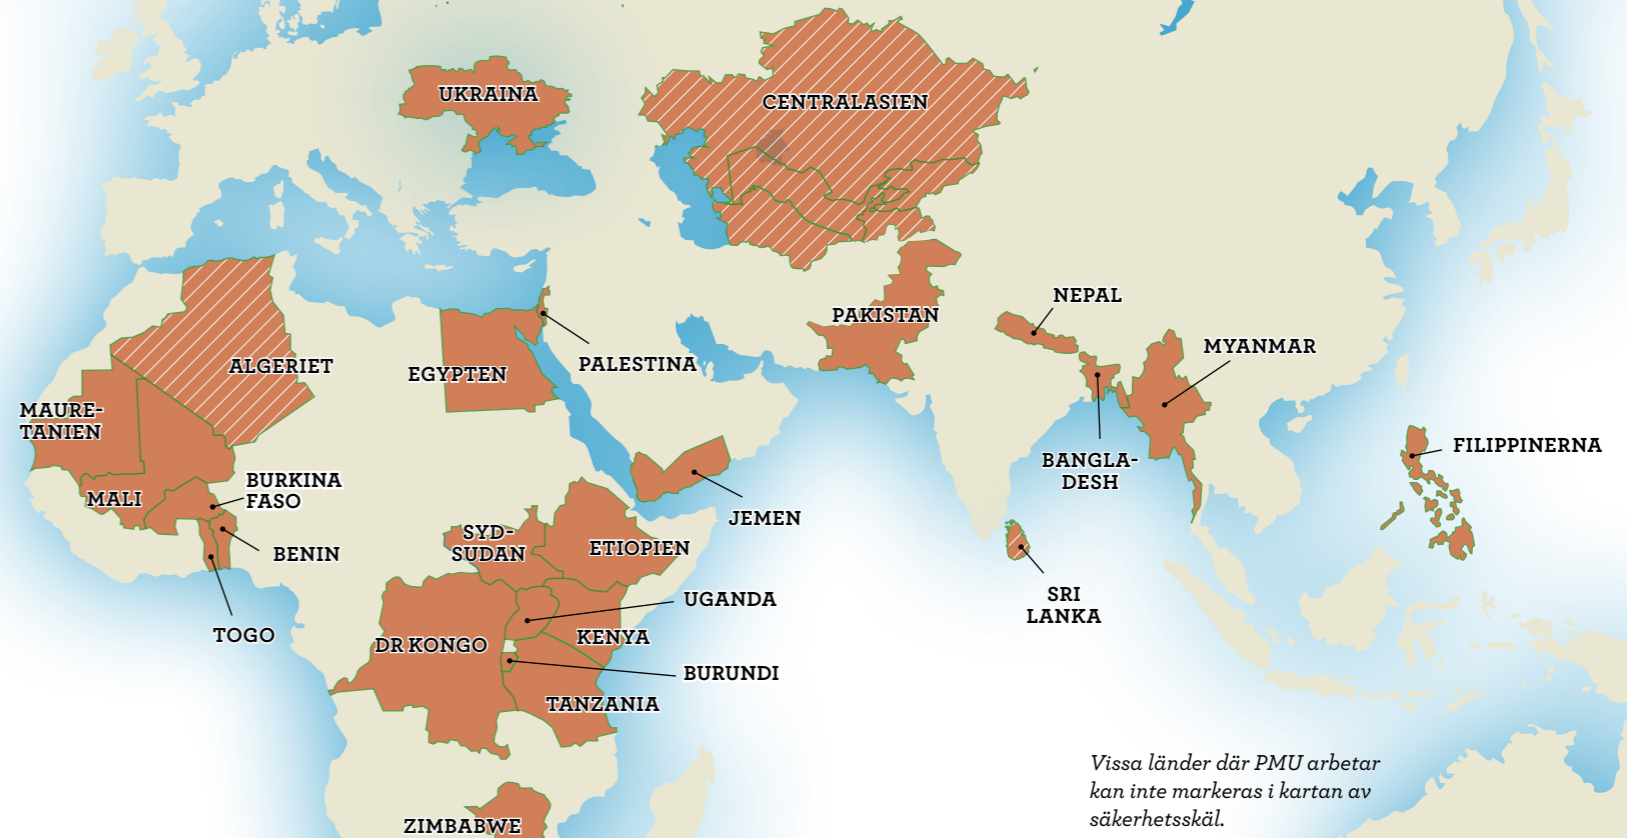 UKRAINA
CENTRALASIEN
NEPAL
PAKISTAN
MYANMAR
PALESTINA
ALGERIET
EGYPTEN
MAURE-
TANIEN
FILIPPINERNA
BANGLA-
DESH
BURKINA
FASO
MALI
JEMEN
SYD-
SUDAN
ETIOPIEN
BENIN
SRI
LANKA
UGANDA
TOGO
KENYA
DR KONGO
BURUNDI
TANZANIA
Vissa länder där PMU arbetar
kan inte markeras i kartan av
säkerhetsskäl.
ZIMBABWE